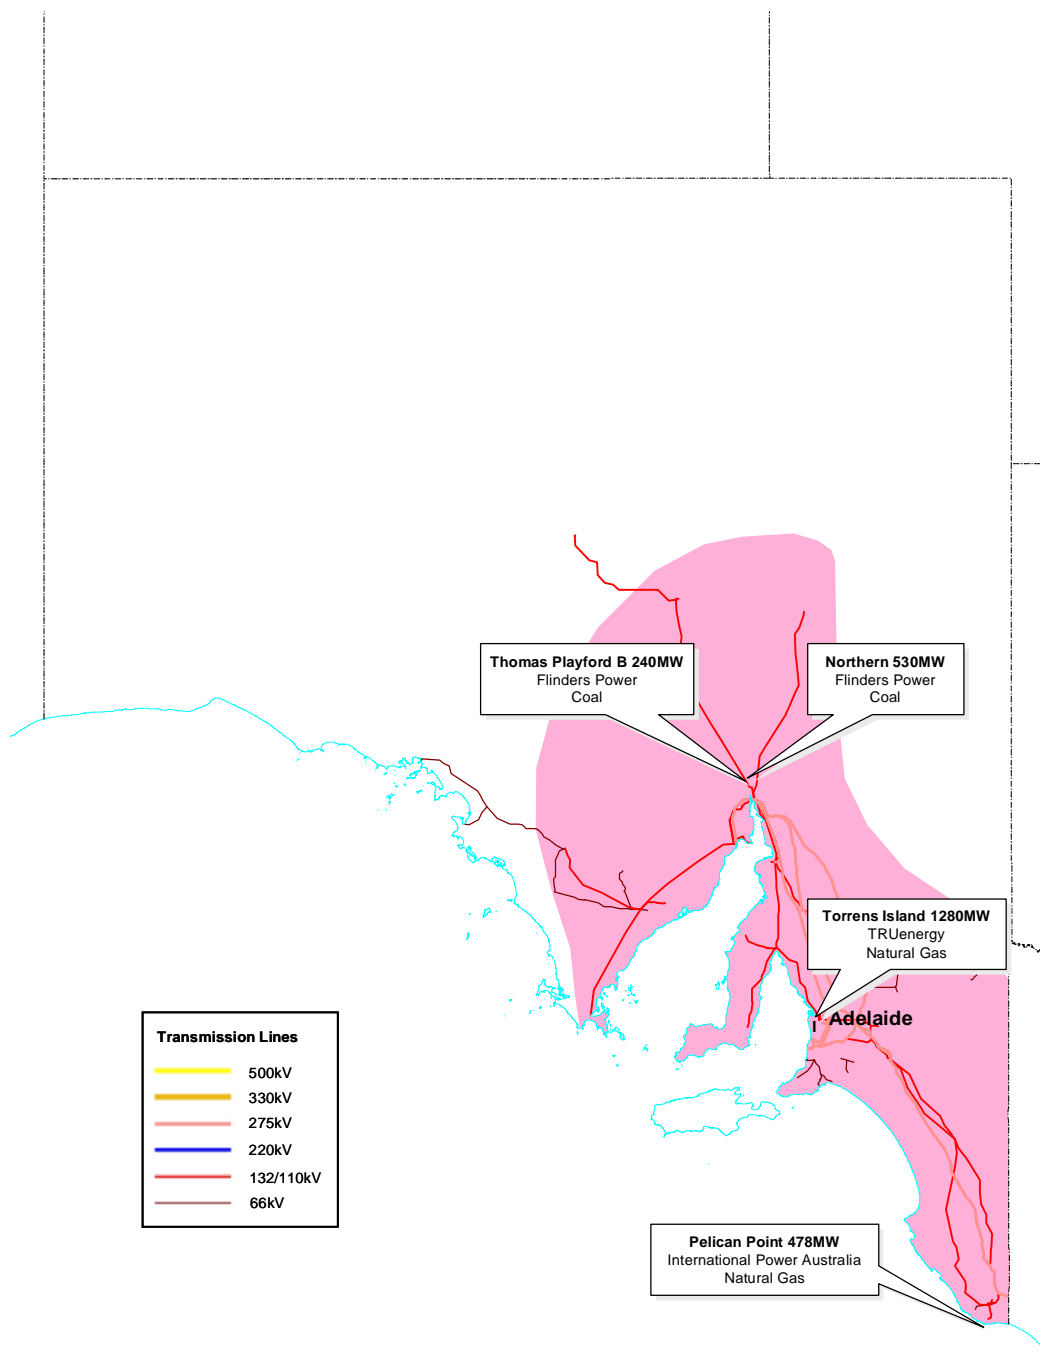 Thomas Playford B 240MW
Flinders Power
Coal
Northern 530MW
Flinders Power
Coal
Torrens Island 1280MW
TRUenergy
Natural Gas
Adelaide
Transmission Lines
500kV
330kV
275kV
220kV
132/110kV
66kV
Pelican Point 478MW
International Power Australia
Natural Gas